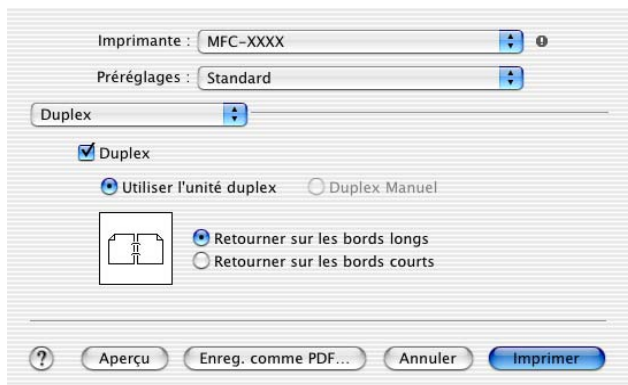 Imprimante : MFC-XXXX
Préréglages : Standard
Duplex
Duplex
Utiliser l'unité duplex Duplex Manuel
Retourner sur les bords longs
Retourner sur les bords courts
? Aperçu Enreg. comme PDF... Annuler Imprimer